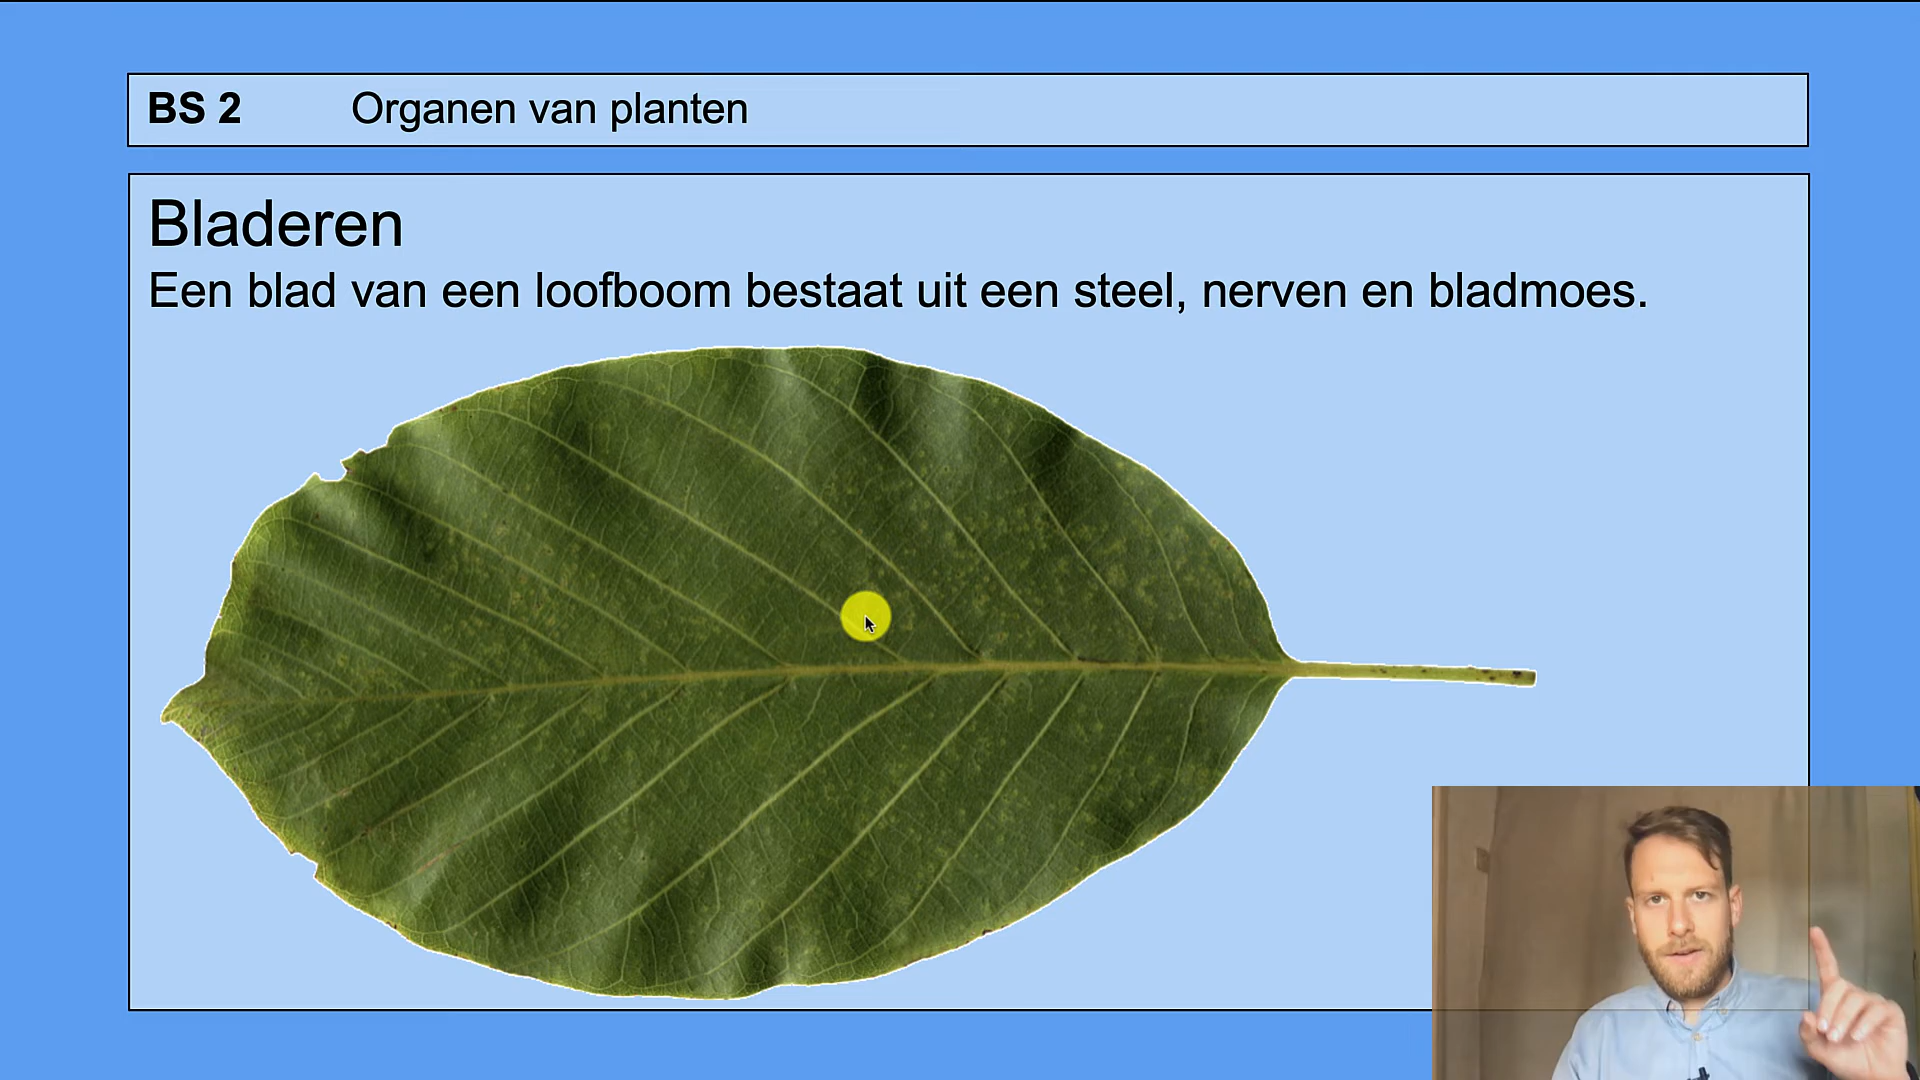 BS 2 Organen van planten
Bladeren
Een blad van een loofboom bestaat uit een steel, nerven en bladmoes.